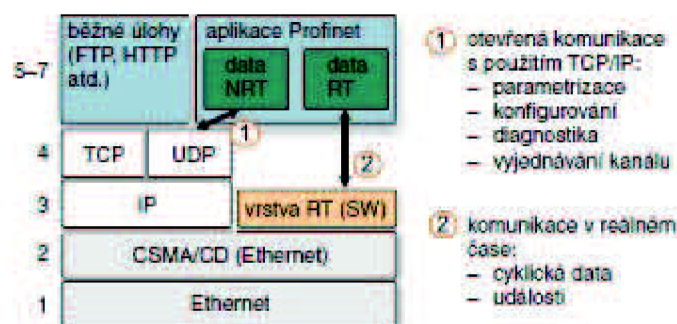 běžné úlohy
(FTP, HTTP
atd.)
aplikace Profinet
data
NRT
data
RT
5–7
1
4
TCP
UDP
2
3
IP
vrstva RT (SW)
2
CSMA/CD (Ethernet)
1
Ethernet
1 otevřená komunikace
s použitím TCP/IP:
– parametrizace
– konfigurování
– diagnostika
– vyjednávání kanálu
2 komunikace v reálném
čase:
– cyklická data
– události